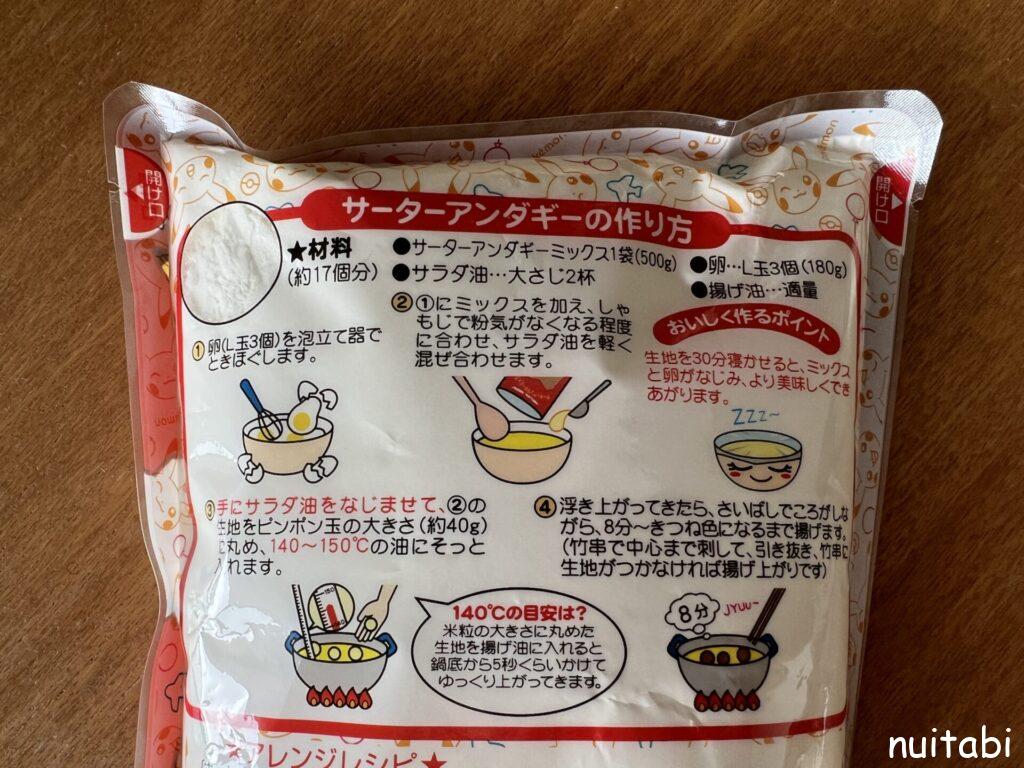 開け口
開け口
サーターアンダギーの作り方
★材料
(約17個分)
●サーターアンダギーミックス1袋(500g)
●サラダ油…大さじ2杯
●卵…L玉3個(180g)
●揚げ油…適量
① 卵(L玉3個)を泡立て器で
ときほぐします。
② ①にミックスを加え、しゃ
もじで粉気がなくなる程度
に合わせ、サラダ油を軽く
混ぜ合わせます。
おいしく作るポイント
生地を30分寝かせると、ミックス
と卵がなじみ、より美味しくでき
あがります。
ZZZ~
③ 手にサラダ油をなじませて、②の
生地をピンポン玉の大きさ(約40g)
に丸め、140～150℃の油にそっと
入れます。
④ 浮き上がってきたら、さいばしでころがしな
がら、8分～きつね色になるまで揚げます。
(竹串で中心まで刺して、引き抜き、竹串に
生地がつかなければ揚げ上がりです)
150
140℃の目安は?
米粒の大きさに丸めた
生地を揚げ油に入れると
鍋底から5秒くらいかけて
ゆっくり上がってきます。
8分
JYUU~
★アレンジレシピ★
nuitabi